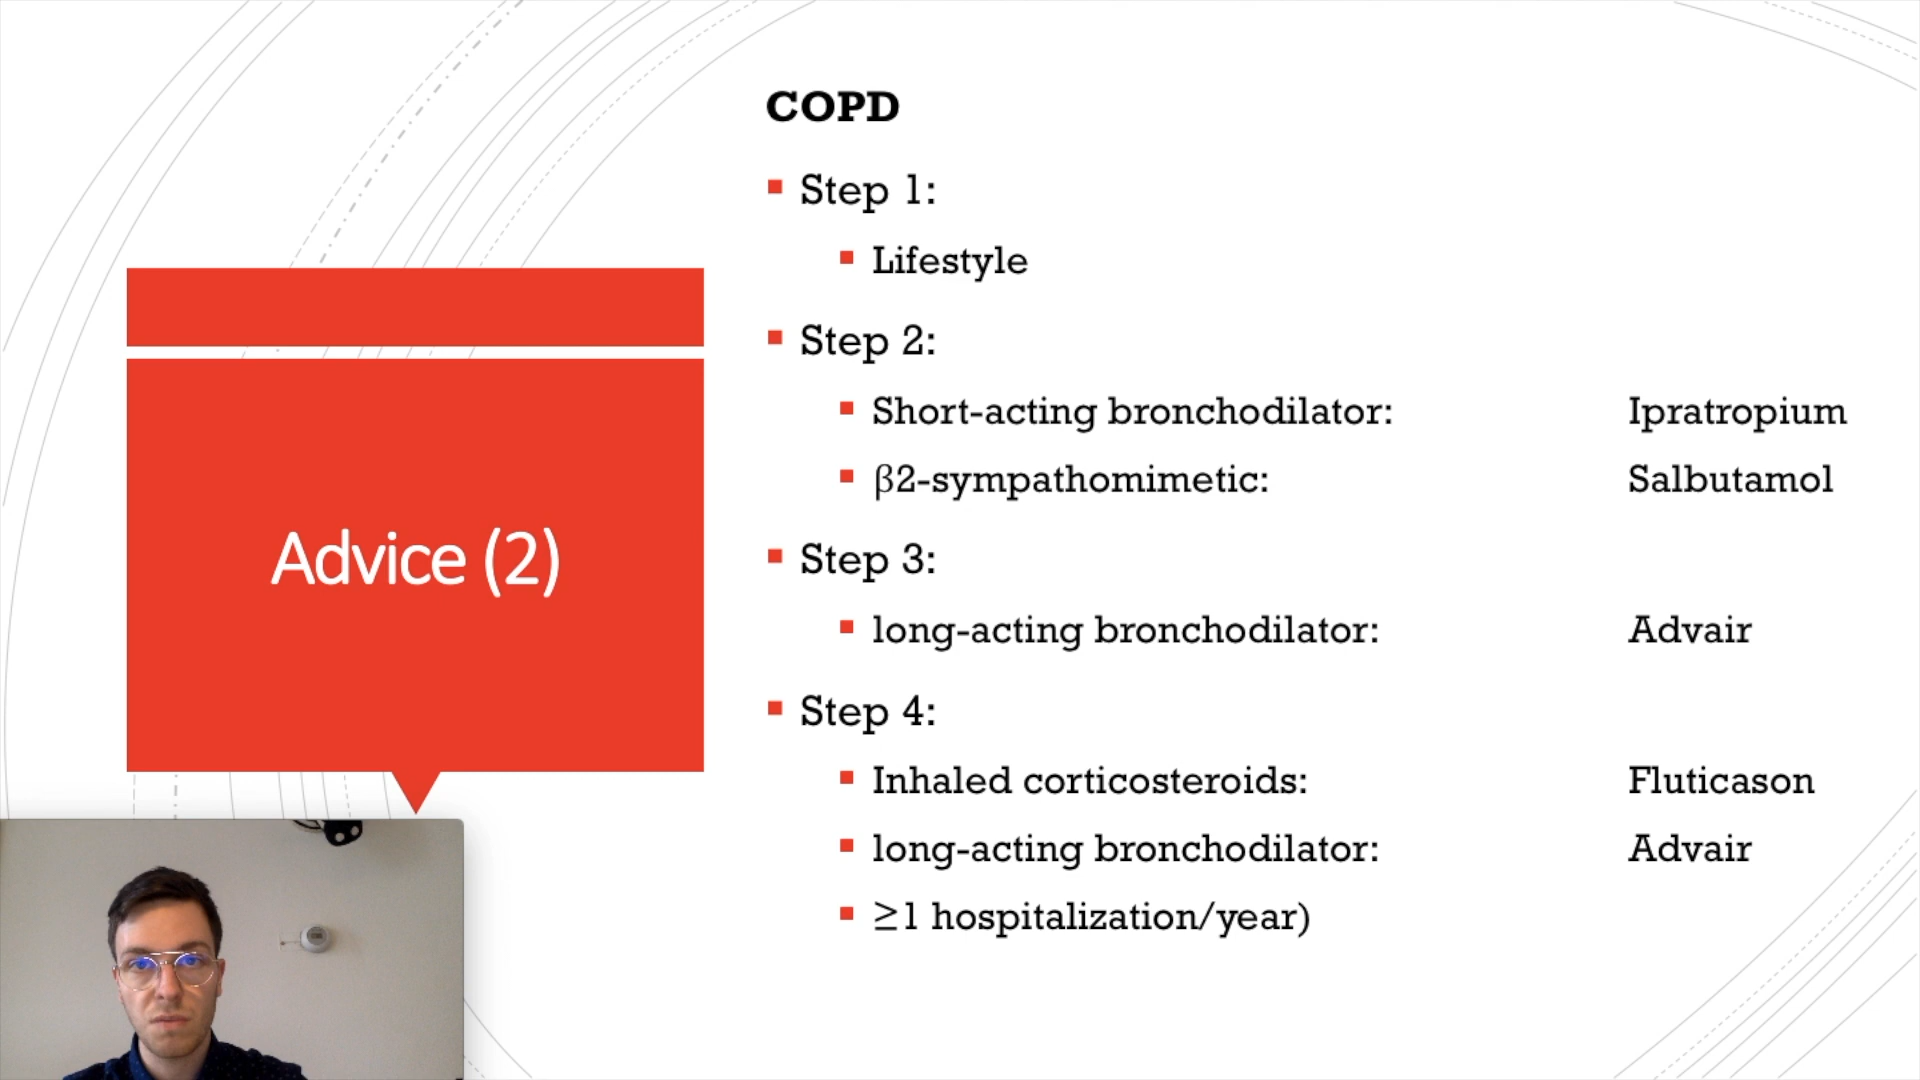 Advice (2)
COPD
Step 1:
Lifestyle
Step 2:
Short-acting bronchodilator: Ipratropium
β2-sympathomimetic: Salbutamol
Step 3:
long-acting bronchodilator: Advair
Step 4:
Inhaled corticosteroids: Fluticason
long-acting bronchodilator: Advair
≥1 hospitalization/year)